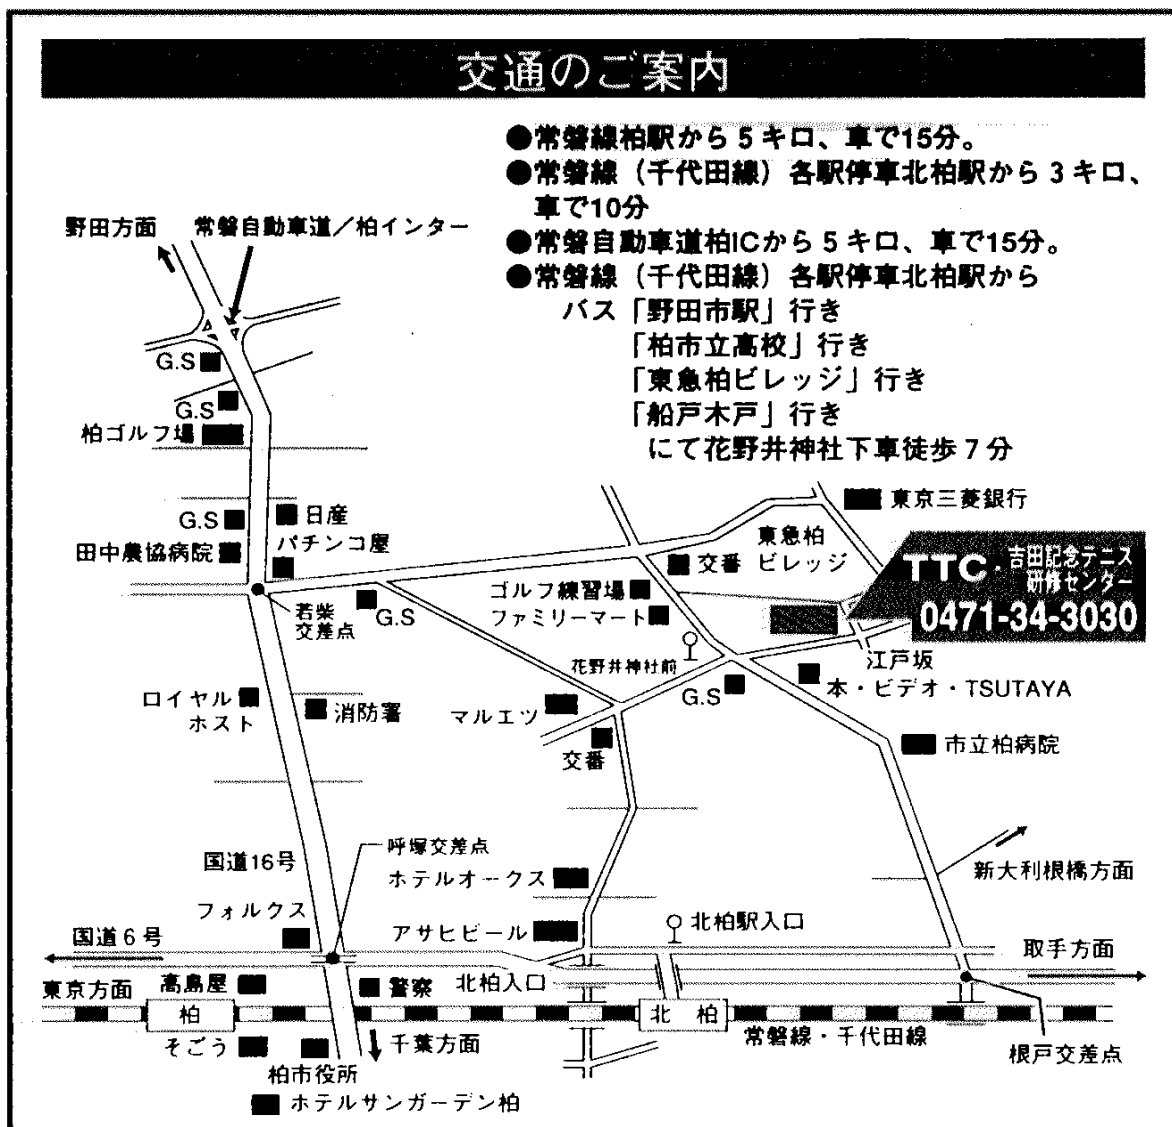 交通のご案内
●常磐線柏駅から5キロ、車で15分。
●常磐線（千代田線）各駅停車北柏駅から3キロ、
車で10分
●常磐自動車道柏ICから5キロ、車で15分。
●常磐線（千代田線）各駅停車北柏駅から
バス「野田市駅」行き
「柏市立高校」行き
「東急柏ビレッジ」行き
「船戸木戸」行き
にて花野井神社下車徒歩7分
野田方面
常磐自動車道／柏インター
G.S
G.S
柏ゴルフ場
G.S
日産
パチンコ屋
田中農協病院
若柴
交差点
G.S
東京三菱銀行
東急柏
ビレッジ
交番
ゴルフ練習場
ファミリーマート
TTC・吉田記念テニス
研修センター
0471-34-3030
花野井神社前
江戸坂
G.S
本・ビデオ・TSUTAYA
ロイヤル
ホスト
消防署
マルエツ
交番
市立柏病院
国道16号
呼塚交差点
ホテルオークス
新大利根橋方面
フォルクス
アサヒビール
北柏駅入口
国道6号
取手方面
東京方面
高島屋
警察
北柏入口
柏
北柏
常磐線・千代田線
そごう
柏市役所
千葉方面
根戸交差点
ホテルサンガーデン柏